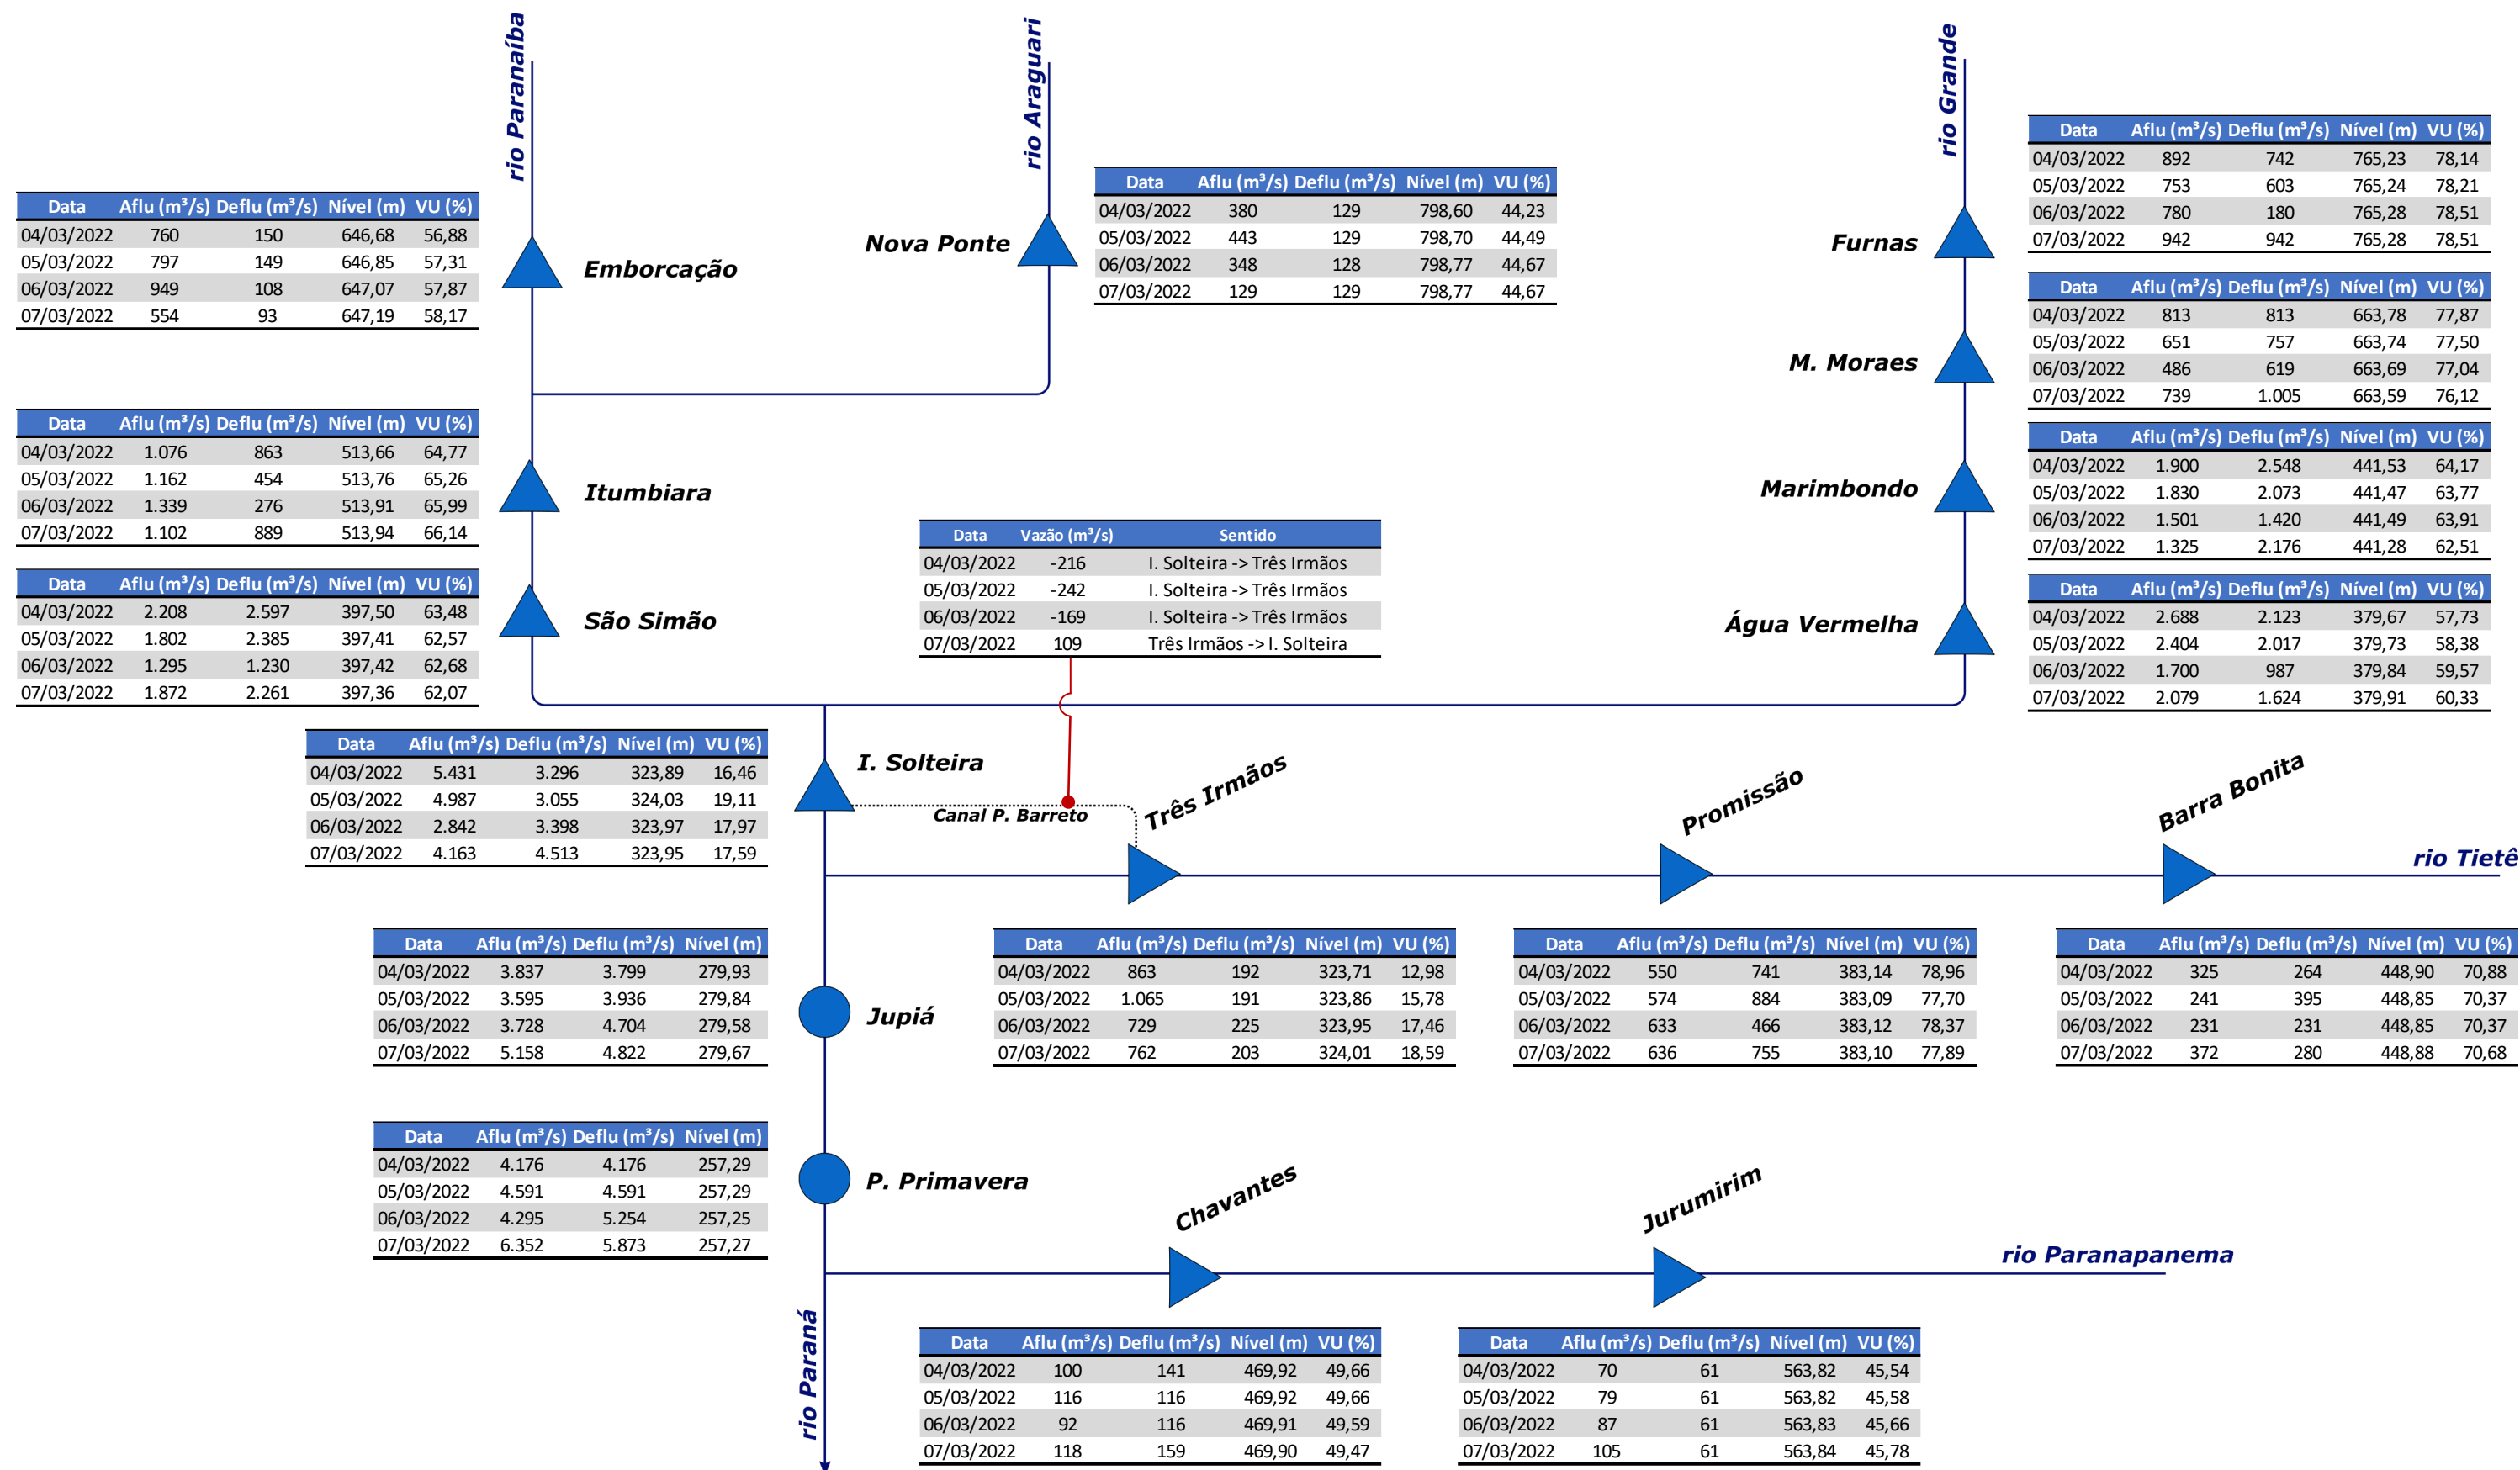 rio Paranaíba
rio Araguari
rio Grande
Data Aflu (m³/s) Deflu (m³/s) Nível (m) VU (%)
04/03/2022 892 742 765,23 78,14
05/03/2022 753 603 765,24 78,21
06/03/2022 780 180 765,28 78,51
07/03/2022 942 942 765,28 78,51
Furnas
Data Aflu (m³/s) Deflu (m³/s) Nível (m) VU (%)
04/03/2022 380 129 798,60 44,23
05/03/2022 443 129 798,70 44,49
06/03/2022 348 128 798,77 44,67
07/03/2022 129 129 798,77 44,67
Nova Ponte
Data Aflu (m³/s) Deflu (m³/s) Nível (m) VU (%)
04/03/2022 760 150 646,68 56,88
05/03/2022 797 149 646,85 57,31
06/03/2022 949 108 647,07 57,87
07/03/2022 554 93 647,19 58,17
Emborcação
Data Aflu (m³/s) Deflu (m³/s) Nível (m) VU (%)
04/03/2022 813 813 663,78 77,87
05/03/2022 651 757 663,74 77,50
06/03/2022 486 619 663,69 77,04
07/03/2022 739 1.005 663,59 76,12
M. Moraes
Data Aflu (m³/s) Deflu (m³/s) Nível (m) VU (%)
04/03/2022 1.076 863 513,66 64,77
05/03/2022 1.162 454 513,76 65,26
06/03/2022 1.339 276 513,91 65,99
07/03/2022 1.102 889 513,94 66,14
Itumbiara
Data Aflu (m³/s) Deflu (m³/s) Nível (m) VU (%)
04/03/2022 1.900 2.548 441,53 64,17
05/03/2022 1.830 2.073 441,47 63,77
06/03/2022 1.501 1.420 441,49 63,91
07/03/2022 1.325 2.176 441,28 62,51
Marimbondo
Data Vazão (m³/s) Sentido
04/03/2022 -216 I. Solteira -> Três Irmãos
05/03/2022 -242 I. Solteira -> Três Irmãos
06/03/2022 -169 I. Solteira -> Três Irmãos
07/03/2022 109 Três Irmãos -> I. Solteira
Data Aflu (m³/s) Deflu (m³/s) Nível (m) VU (%)
04/03/2022 2.208 2.597 397,50 63,48
05/03/2022 1.802 2.385 397,41 62,57
06/03/2022 1.295 1.230 397,42 62,68
07/03/2022 1.872 2.261 397,36 62,07
São Simão
Data Aflu (m³/s) Deflu (m³/s) Nível (m) VU (%)
04/03/2022 2.688 2.123 379,67 57,73
05/03/2022 2.404 2.017 379,73 58,38
06/03/2022 1.700 987 379,84 59,57
07/03/2022 2.079 1.624 379,91 60,33
Água Vermelha
Data Aflu (m³/s) Deflu (m³/s) Nível (m) VU (%)
04/03/2022 5.431 3.296 323,89 16,46
05/03/2022 4.987 3.055 324,03 19,11
06/03/2022 2.842 3.398 323,97 17,97
07/03/2022 4.163 4.513 323,95 17,59
I. Solteira
Canal P. Barreto
Três Irmãos
Promissão
Barra Bonita
rio Tietê
Data Aflu (m³/s) Deflu (m³/s) Nível (m)
04/03/2022 3.837 3.799 279,93
05/03/2022 3.595 3.936 279,84
06/03/2022 3.728 4.704 279,58
07/03/2022 5.158 4.822 279,67
Jupiá
Data Aflu (m³/s) Deflu (m³/s) Nível (m) VU (%)
04/03/2022 863 192 323,71 12,98
05/03/2022 1.065 191 323,86 15,78
06/03/2022 729 225 323,95 17,46
07/03/2022 762 203 324,01 18,59
Data Aflu (m³/s) Deflu (m³/s) Nível (m) VU (%)
04/03/2022 550 741 383,14 78,96
05/03/2022 574 884 383,09 77,70
06/03/2022 633 466 383,12 78,37
07/03/2022 636 755 383,10 77,89
Data Aflu (m³/s) Deflu (m³/s) Nível (m) VU (%)
04/03/2022 325 264 448,90 70,88
05/03/2022 241 395 448,85 70,37
06/03/2022 231 231 448,85 70,37
07/03/2022 372 280 448,88 70,68
Data Aflu (m³/s) Deflu (m³/s) Nível (m)
04/03/2022 4.176 4.176 257,29
05/03/2022 4.591 4.591 257,29
06/03/2022 4.295 5.254 257,25
07/03/2022 6.352 5.873 257,27
P. Primavera
Chavantes
Jurumirim
rio Paranapanema
rio Paraná
Data Aflu (m³/s) Deflu (m³/s) Nível (m) VU (%)
04/03/2022 100 141 469,92 49,66
05/03/2022 116 116 469,92 49,66
06/03/2022 92 116 469,91 49,59
07/03/2022 118 159 469,90 49,47
Data Aflu (m³/s) Deflu (m³/s) Nível (m) VU (%)
04/03/2022 70 61 563,82 45,54
05/03/2022 79 61 563,82 45,58
06/03/2022 87 61 563,83 45,66
07/03/2022 105 61 563,84 45,78